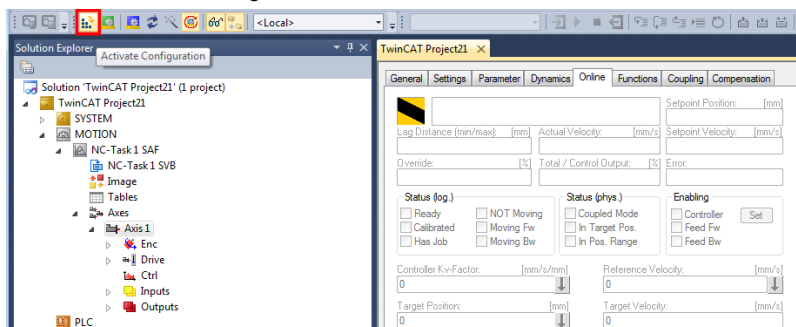 <Local>
Solution Explorer
Activate Configuration
Solution 'TwinCAT Project21' (1 project)
TwinCAT Project21
SYSTEM
MOTION
NC-Task 1 SAF
NC-Task 1 SVB
Image
Tables
Axes
Axis 1
Enc
Drive
Ctrl
Inputs
Outputs
PLC
TwinCAT Project21
General Settings Parameter Dynamics Online Functions Coupling Compensation
Setpoint Position: [mm]
Lag Distance (min/max): [mm] Actual Velocity: [mm/s] Setpoint Velocity: [mm/s]
Override: [%] Total / Control Output: [%] Error:
Status (log.) Status (phys.) Enabling
Ready NOT Moving Coupled Mode Controller Set
Calibrated Moving Fw In Target Pos. Feed Fw
Has Job Moving Bw In Pos. Range Feed Bw
Controller Kv-Factor: [mm/s/mm] Reference Velocity: [mm/s]
0 0
Target Position: [mm] Target Velocity: [mm/s]
0 0